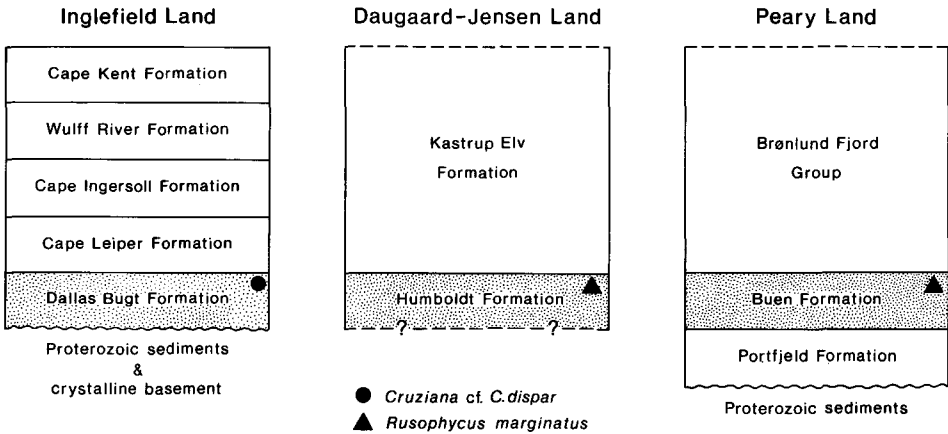 Inglefield Land
Cape Kent Formation
Wulff River Formation
Cape Ingersoll Formation
Cape Leiper Formation
Dallas Bugt Formation
Proterozoic sediments
&
crystalline basement
Daugaard-Jensen Land
Kastrup Elv
Formation
Humboldt Formation
? ?
Cruziana cf. C.dispar
Rusophycus marginatus
Peary Land
Brønlund Fjord
Group
Buen Formation
Portfjeld Formation
Proterozoic sediments